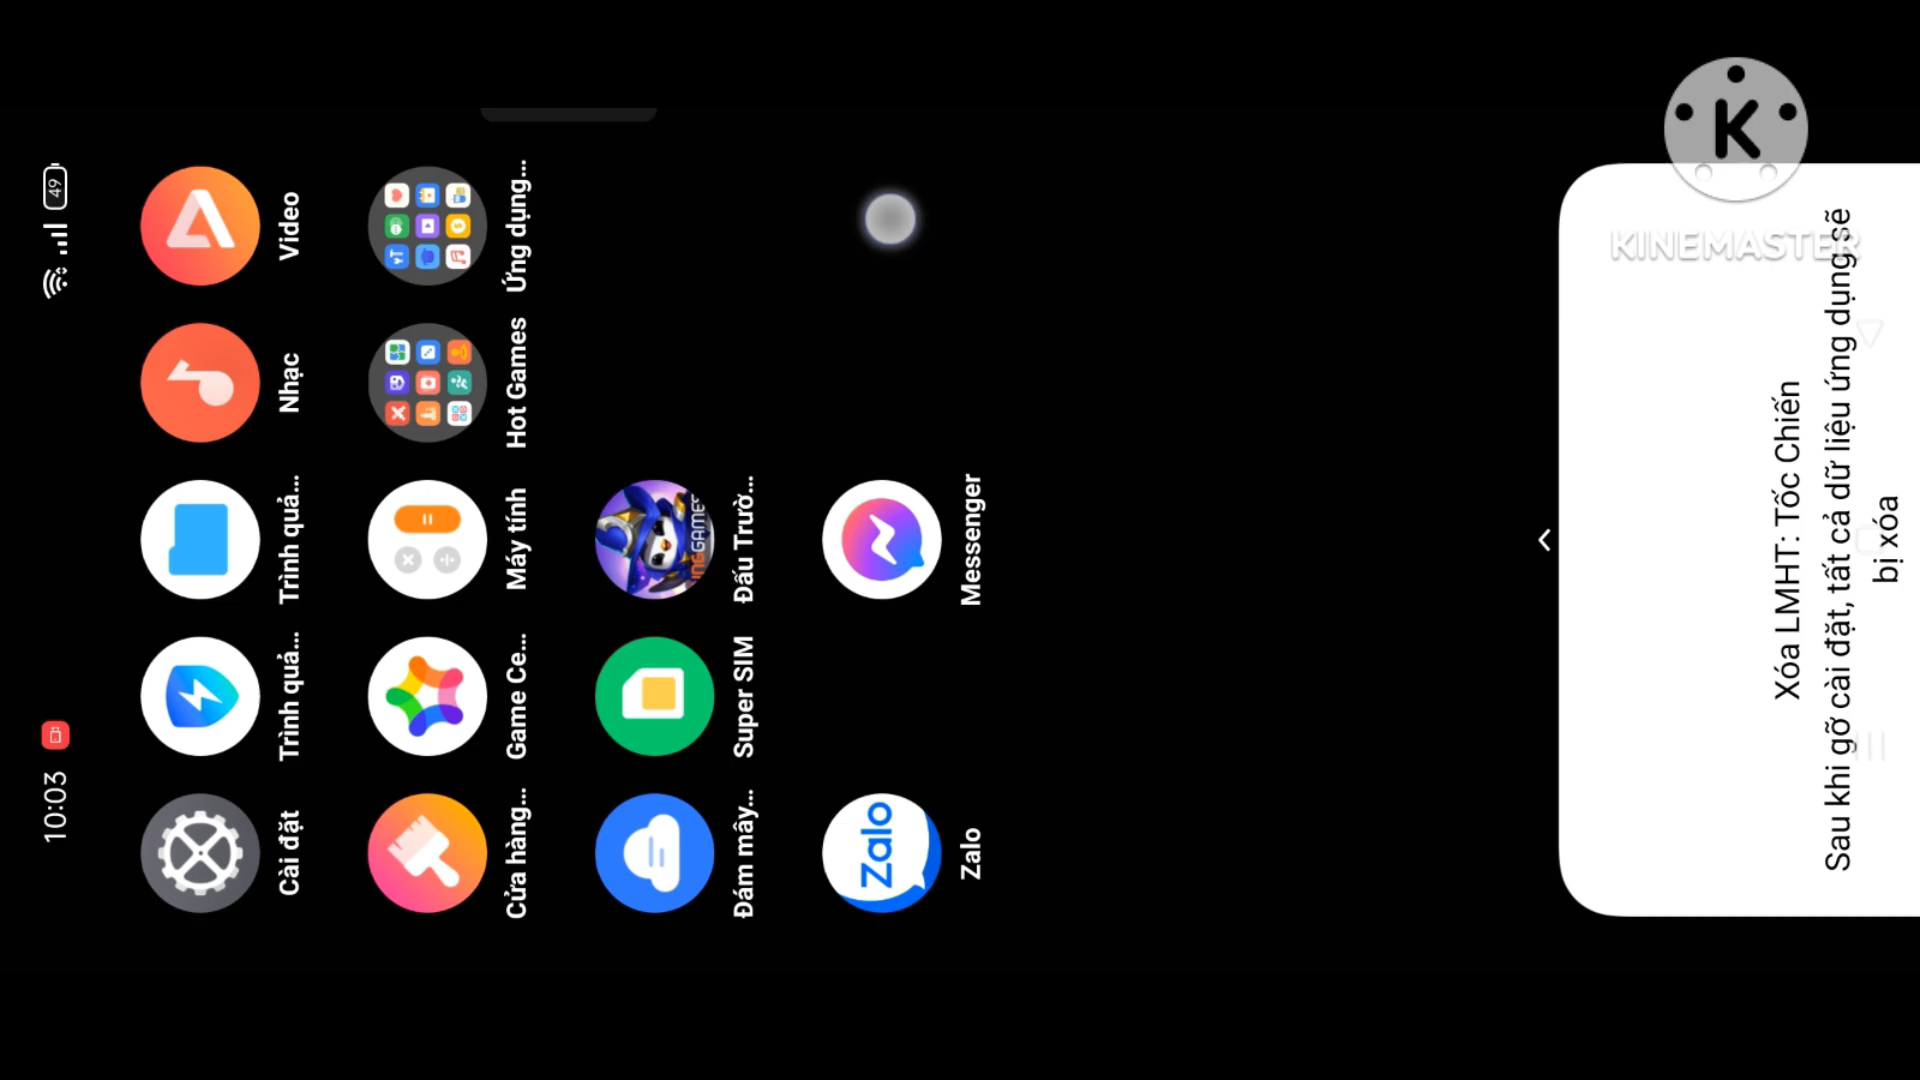 10:03
49
Cài đặt
Trình quả...
Trình quả...
Nhạc
Video
Cửa hàng...
Game Ce...
Máy tính
Hot Games
Ứng dụng...
Đám mây...
Super SIM
Đấu Trườ...
Zalo
Zalo
Messenger
Xóa LMHT: Tốc Chiến
Sau khi gỡ cài đặt, tất cả dữ liệu ứng dụng sẽ
bị xóa
K
KINEMASTER